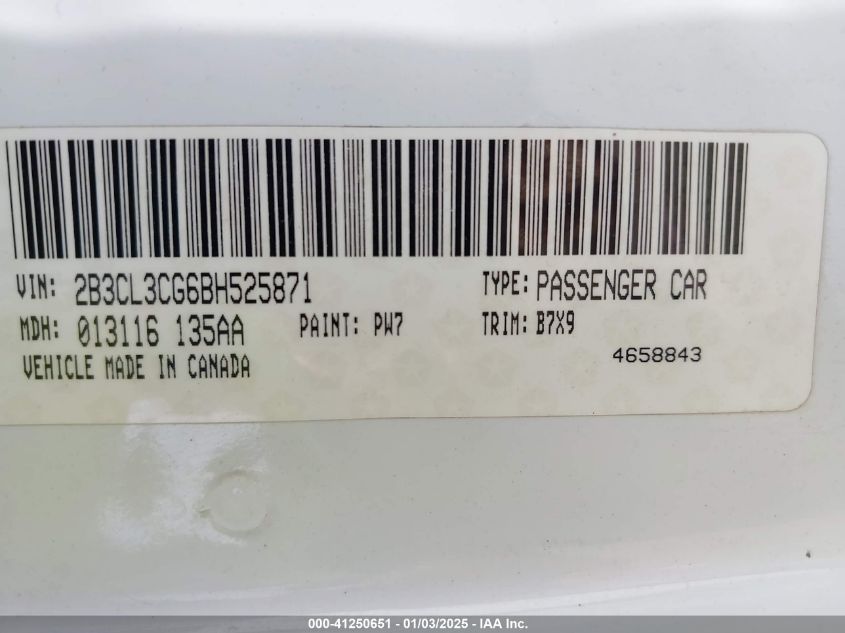 VIN: 2B3CL3CG6BH525871 TYPE: PASSENGER CAR
MDH: 013116 135AA PAINT: PW7 TRIM: B7X9
VEHICLE MADE IN CANADA 4658843
000-41250651 - 01/03/2025 - IAA Inc.